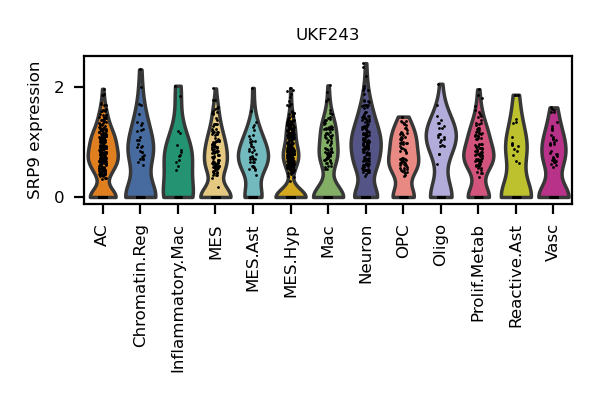 UKF243
SRP9 expression
2
0
AC
Chromatin.Reg
Inflammatory.Mac
MES
MES.Ast
MES.Hyp
Mac
Neuron
OPC
Oligo
Prolif.Metab
Reactive.Ast
Vasc